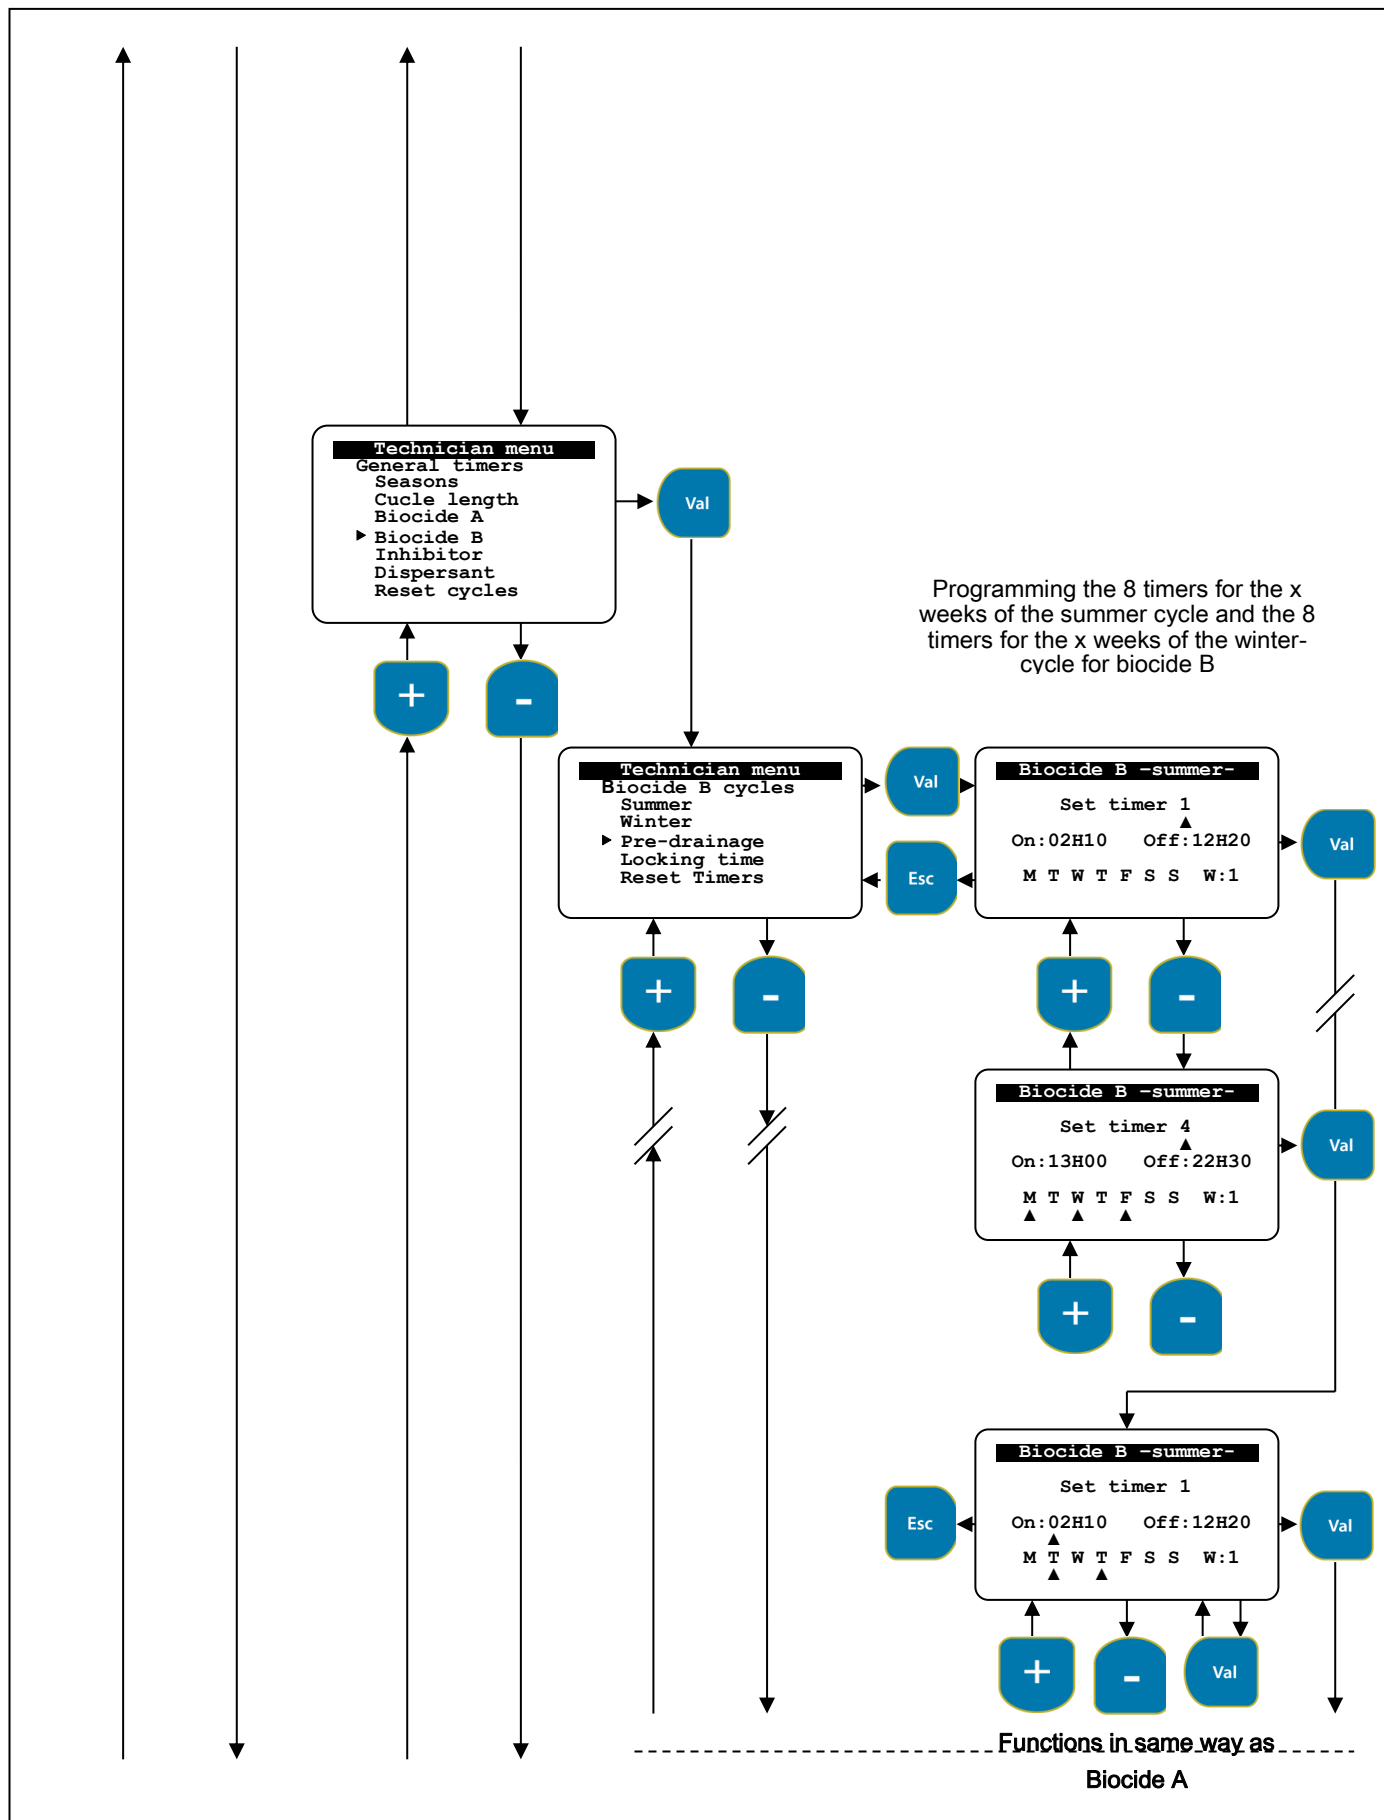 Technician menu
General timers
Seasons
Cucle length
Biocide A
Biocide B
Inhibitor
Dispersant
Reset cycles
Val
+
-
Programming the 8 timers for the x
weeks of the summer cycle and the 8
timers for the x weeks of the winter-
cycle for biocide B
Technician menu
Biocide B cycles
Summer
Winter
Pre-drainage
Locking time
Reset Timers
Val
Esc
+
-
Biocide B –summer-
Set timer 1
On:02H10 Off:12H20
M T W T F S S W:1
Val
+
-
Biocide B –summer-
Set timer 4
On:13H00 Off:22H30
M T W T F S S W:1
Val
+
-
Biocide B –summer-
Set timer 1
On:02H10 Off:12H20
M T W T F S S W:1
Esc
Val
+
-
Val
Functions in same way as
Biocide A